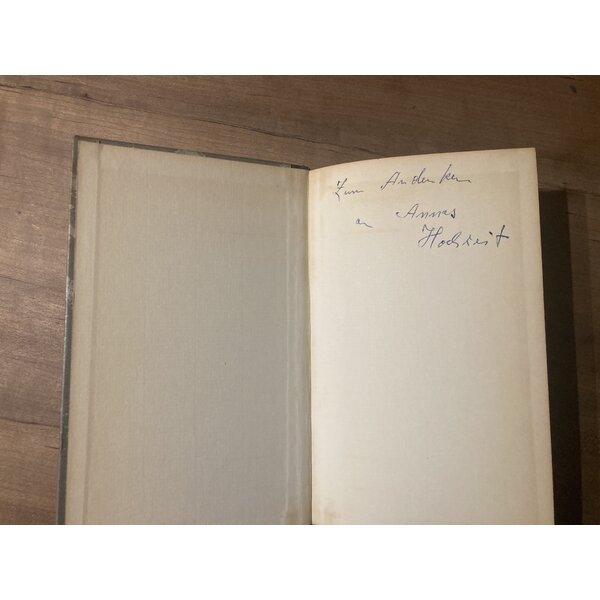 Zum Andenken
an Annas
Hochzeit